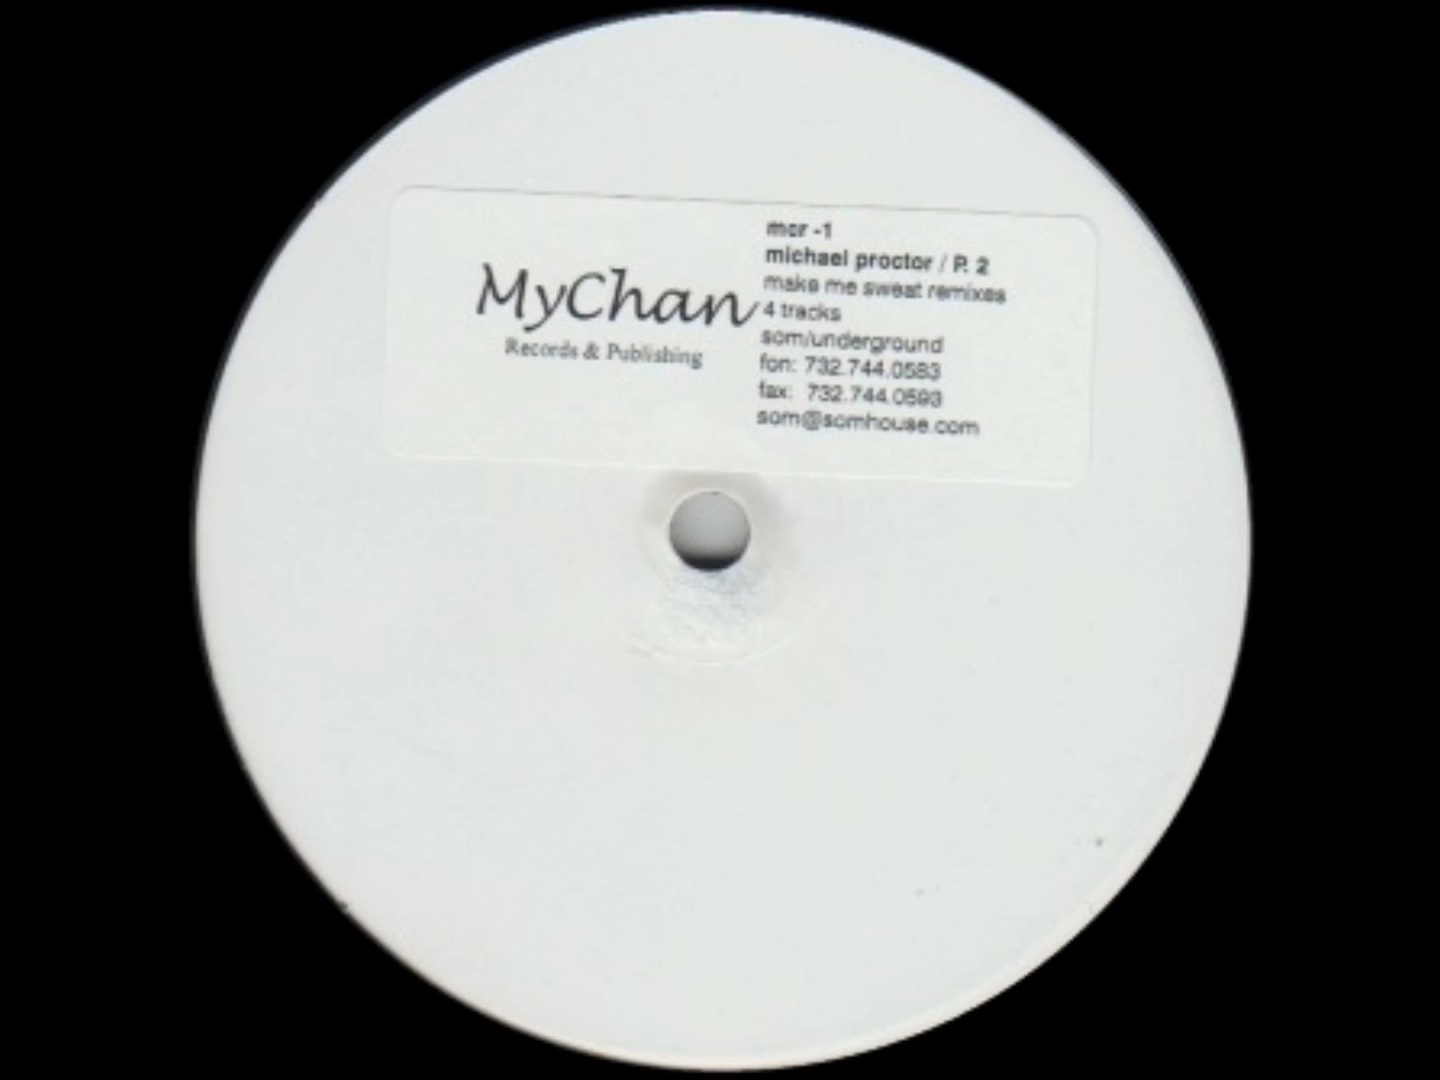 MyChan
Records & Publishing
mcr -1
michael proctor / P. 2
make me sweat remixes
4 tracks
som/underground
fon: 732.744.0583
fax: 732.744.0593
som@somhouse.com